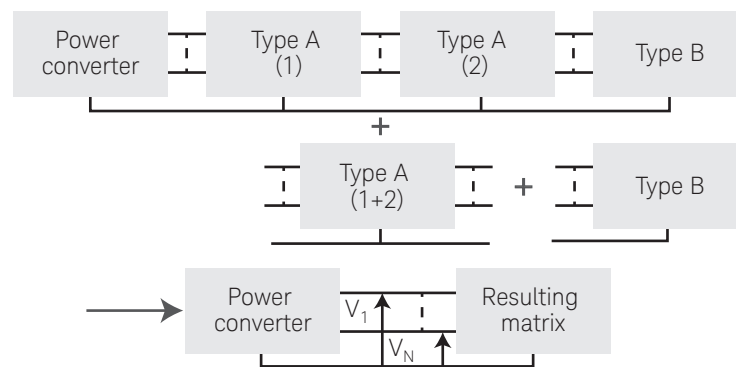 Power
converter
Type A
(1)
Type A
(2)
Type B
+
Type A
(1+2)
+
Type B
Power
converter
V1
VN
Resulting
matrix